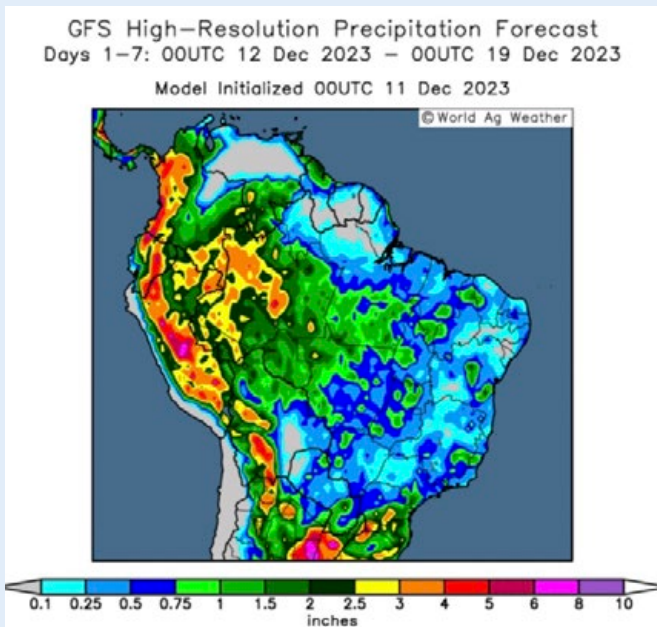 GFS High-Resolution Precipitation Forecast
Days 1-7: 00UTC 12 Dec 2023 - 00UTC 19 Dec 2023
Model Initialized 00UTC 11 Dec 2023
©World Ag Weather
0.1 0.25 0.5 0.75 1 1.5 2 2.5 3 4 5 6 8 10
inches